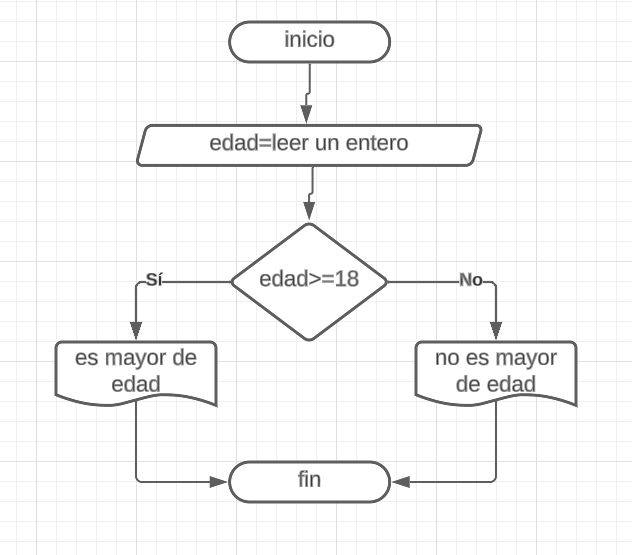 inicio
edad=leer un entero
edad>=18
Sí
No
es mayor de
edad
no es mayor
de edad
fin